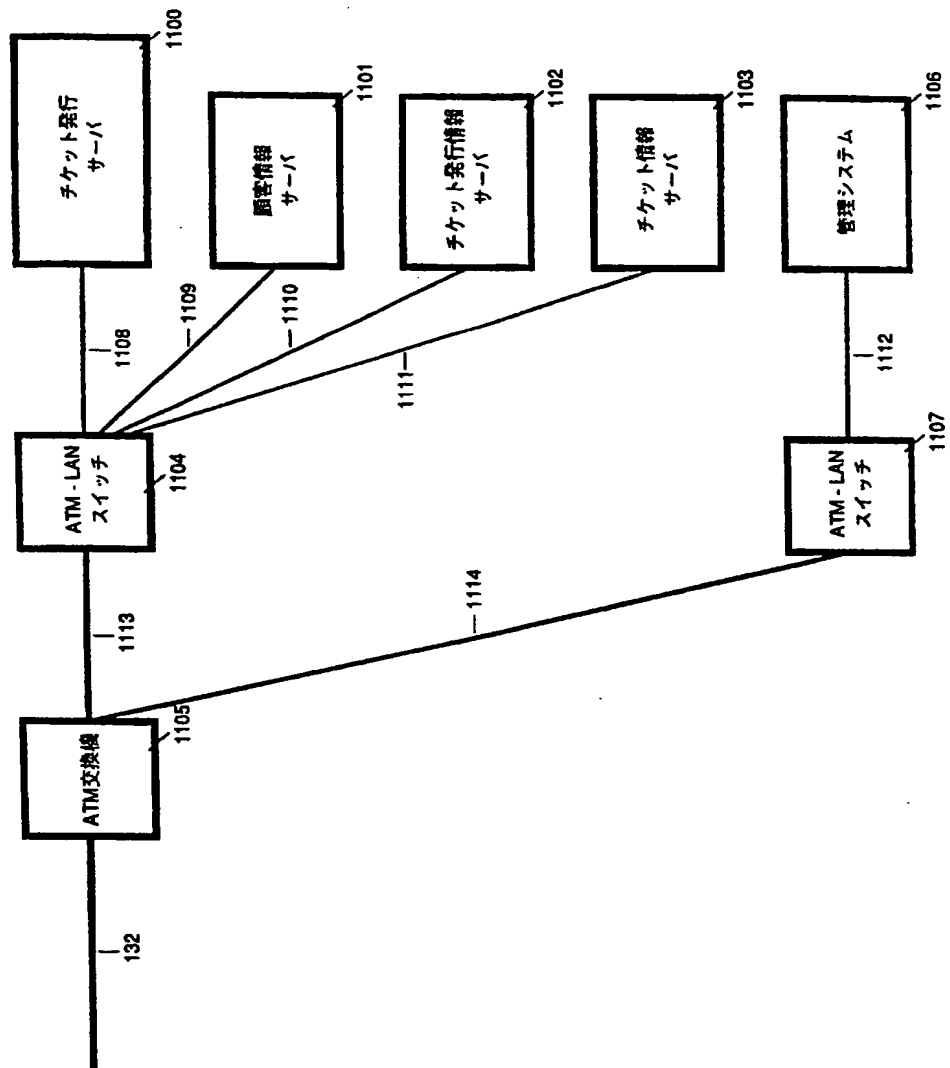 チケット発行
サーバ
1100
顧客情報
サーバ
1101
チケット発行情報
サーバ
1102
チケット情報
サーバ
1103
管理システム
1106
1108
1109
1110
1111
1112
ATM-LAN
スイッチ
1104
ATM-LAN
スイッチ
1107
1113
1114
ATM交換機
1105
132